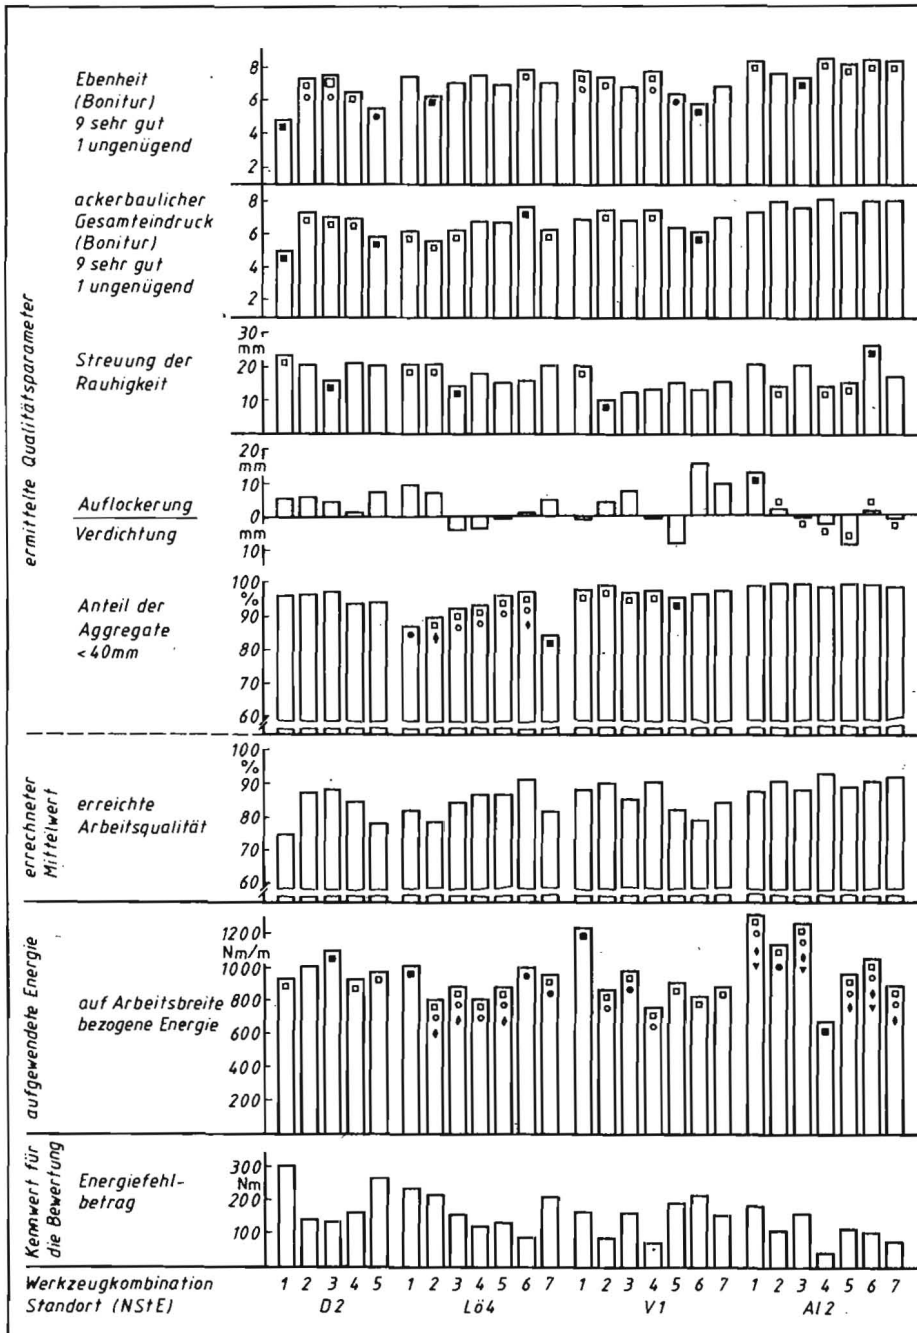 ermittelte Qualitätsparameter
Ebenheit
(Bonitur)
9 sehr gut
1 ungenügend
8
6
4
2
ackerbaulicher
Gesamteindruck
(Bonitur)
9 sehr gut
1 ungenügend
8
6
4
2
Streuung der
Rauhigkeit
30
mm
20
10
Auflockerung
Verdichtung
20
mm
10
0
mm
10
Anteil der
Aggregate
<40mm
100
%
90
80
70
60
errechneter
Mittelwert
erreichte
Arbeitsqualität
100
%
90
80
70
60
aufgewendete Energie
auf Arbeitsbreite
bezogene Energie
1200
Nm/m
1000
800
600
400
200
Kennwert für
die Bewertung
Energiefehl-
betrag
300
Nm
200
100
Werkzeugkombination 1 2 3 4 5 1 2 3 4 5 6 7 1 2 3 4 5 6 7 1 2 3 4 5 6 7
Standort (NStE) D2 Lö4 V1 Al2